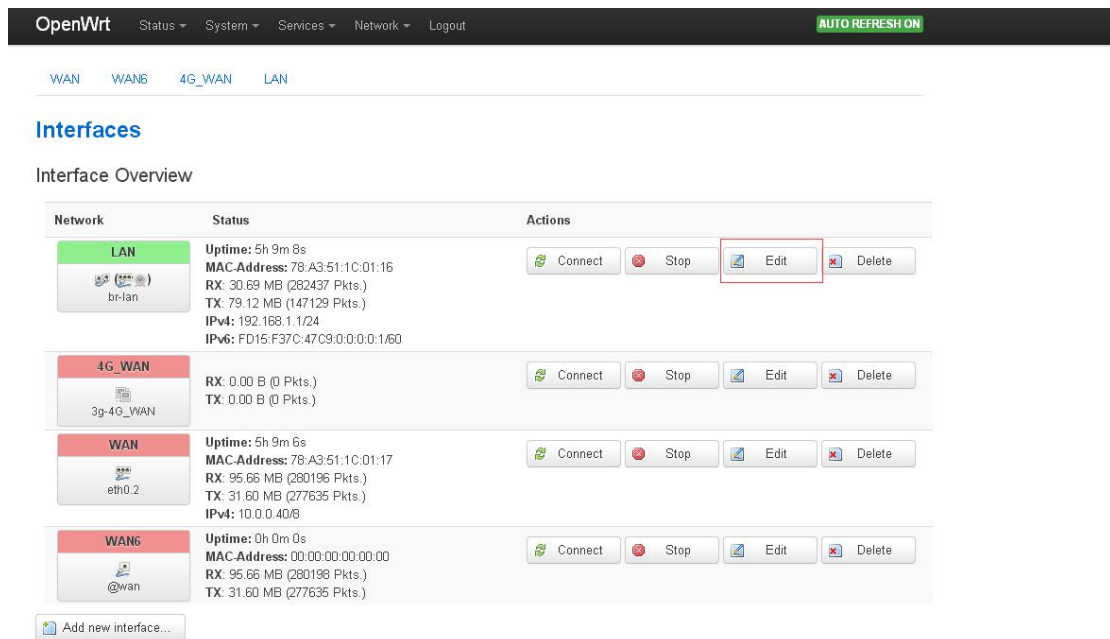 OpenWrt Status System Services Network Logout AUTO REFRESH ON
WAN WAN6 4G_WAN LAN
Interfaces
Interface Overview
Network Status Actions
LAN
br-lan
Uptime: 5h 9m 8s
MAC-Address: 78:A3:51:1C:01:16
RX: 30.69 MB (282437 Pkts.)
TX: 79.12 MB (147129 Pkts.)
IPv4: 192.168.1.1/24
IPv6: FD15:F37C:47C9:0:0:0:0:1/60
Connect Stop Edit Delete
4G_WAN
3g-4G_WAN
RX: 0.00 B (0 Pkts.)
TX: 0.00 B (0 Pkts.)
Connect Stop Edit Delete
WAN
eth0.2
Uptime: 5h 9m 6s
MAC-Address: 78:A3:51:1C:01:17
RX: 95.66 MB (280196 Pkts.)
TX: 31.60 MB (277635 Pkts.)
IPv4: 10.0.0.40/8
Connect Stop Edit Delete
WAN6
@wan
Uptime: 0h 0m 0s
MAC-Address: 00:00:00:00:00:00
RX: 95.66 MB (280198 Pkts.)
TX: 31.60 MB (277635 Pkts.)
Connect Stop Edit Delete
Add new interface...